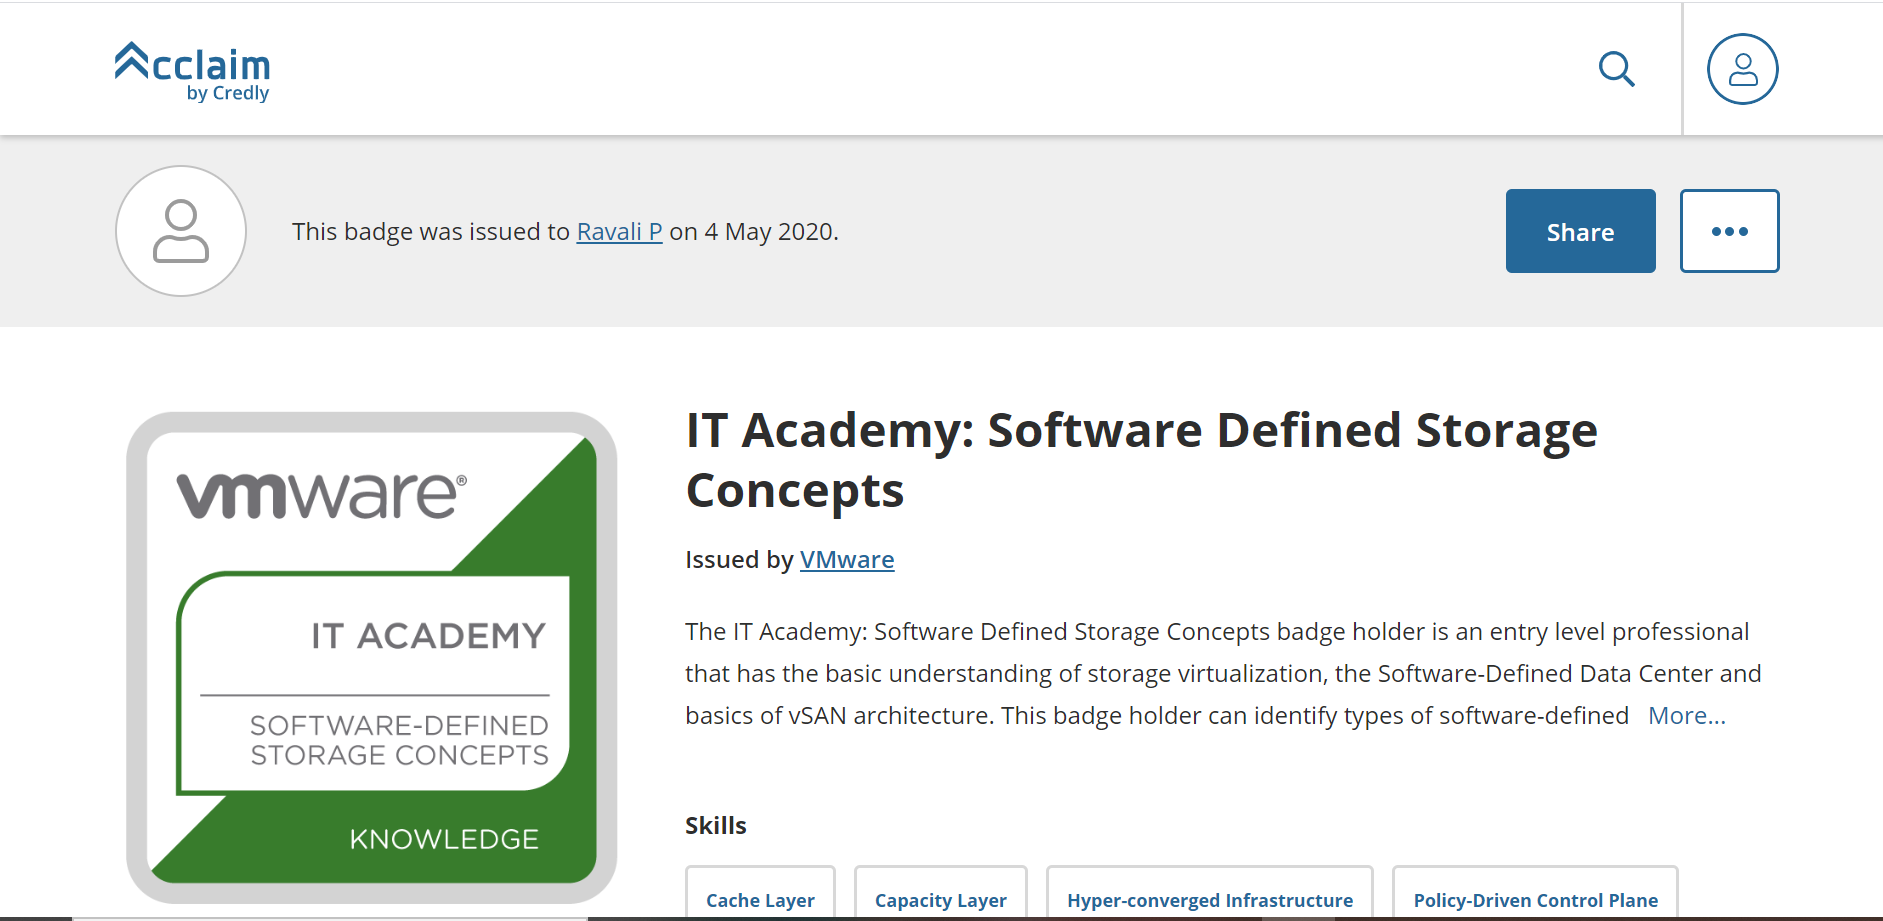 cclaim
by Credly
This badge was issued to Ravali P on 4 May 2020.
Share
vmware®
IT ACADEMY
SOFTWARE-DEFINED
STORAGE CONCEPTS
KNOWLEDGE
IT Academy: Software Defined Storage
Concepts
Issued by VMware
The IT Academy: Software Defined Storage Concepts badge holder is an entry level professional
that has the basic understanding of storage virtualization, the Software-Defined Data Center and
basics of vSAN architecture. This badge holder can identify types of software-defined More...
Skills
Cache Layer Capacity Layer Hyper-converged Infrastructure Policy-Driven Control Plane